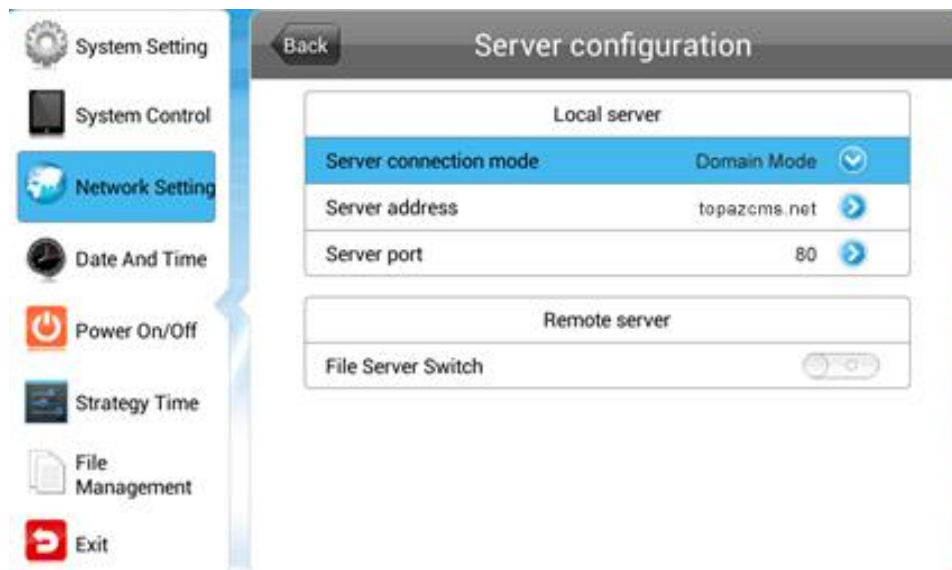 System Setting
System Control
Network Setting
Date And Time
Power On/Off
Strategy Time
File
Management
Exit
Back
Server configuration
Local server
Server connection mode Domain Mode
Server address topazcms.net
Server port 80
Remote server
File Server Switch